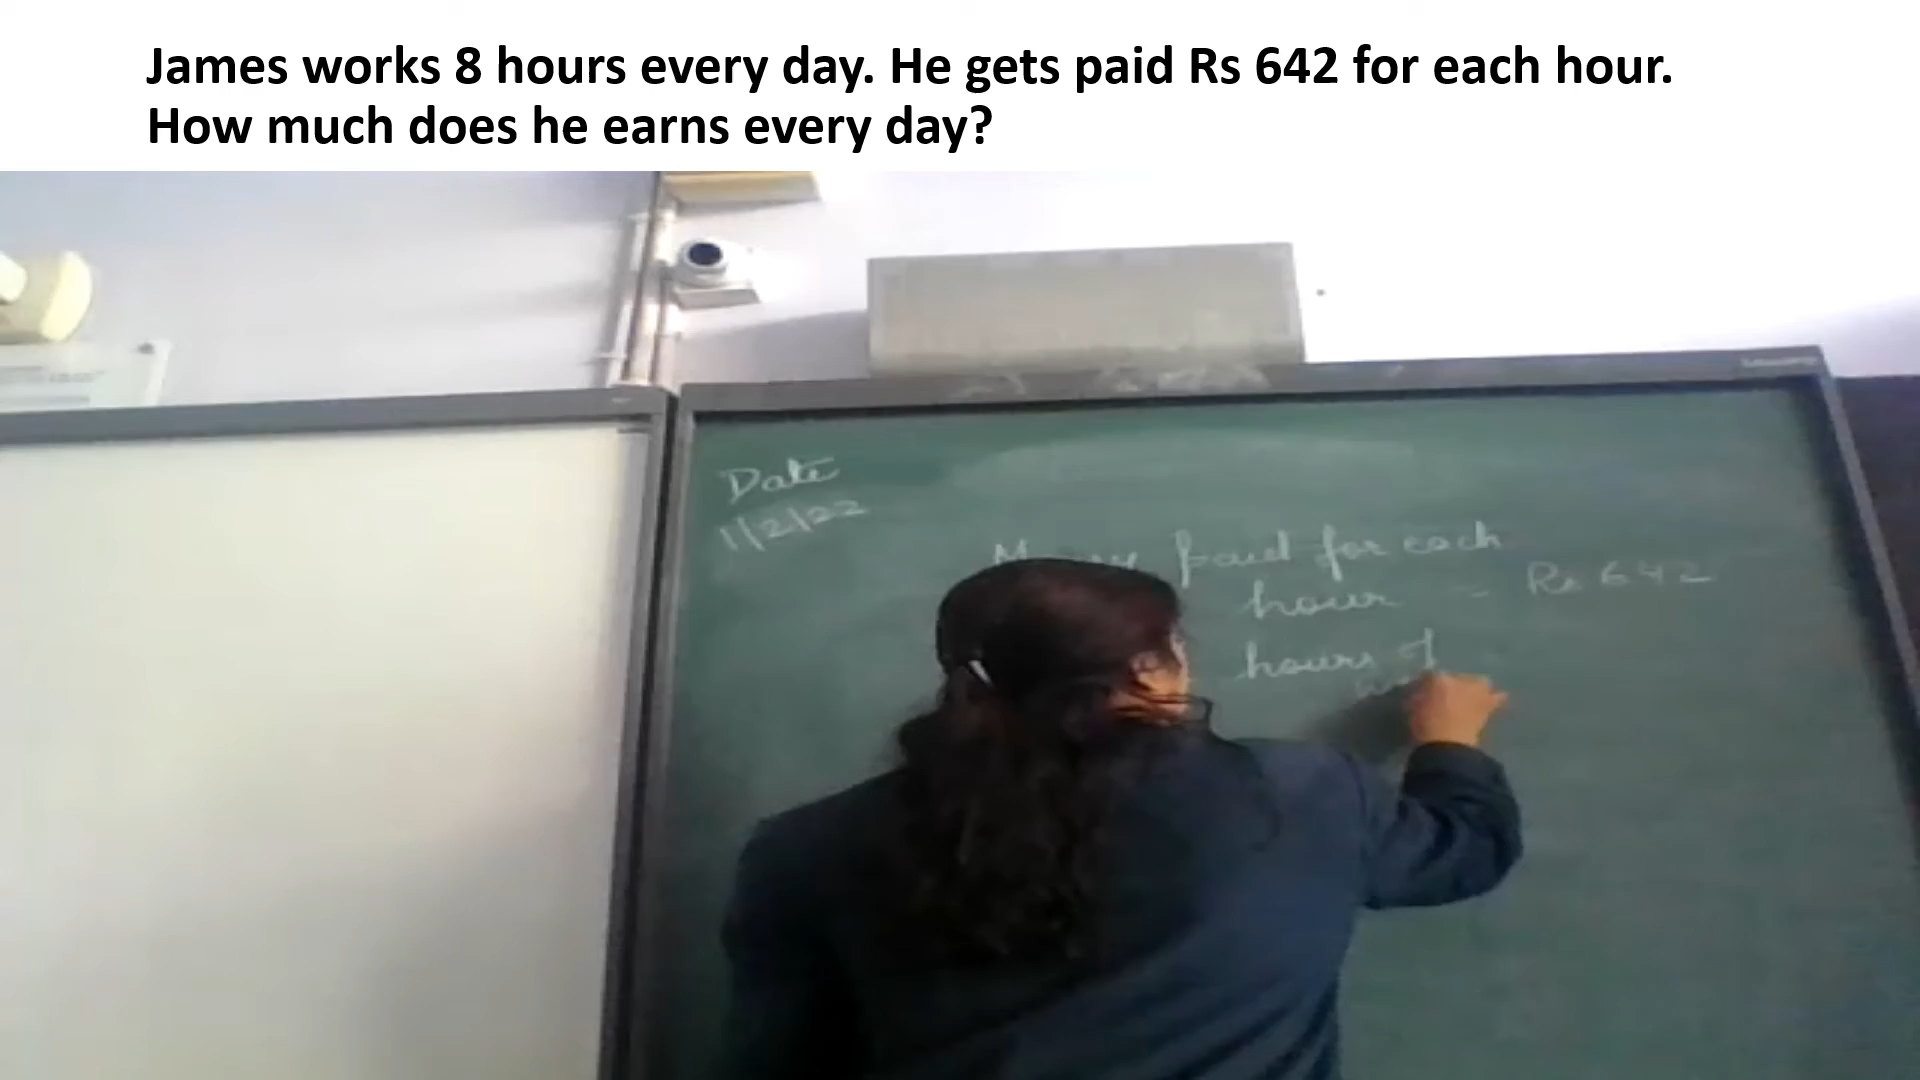 James works 8 hours every day. He gets paid Rs 642 for each hour.
How much does he earns every day?
Date
1/2/22
paid for each
hour - Rs 642
hours of